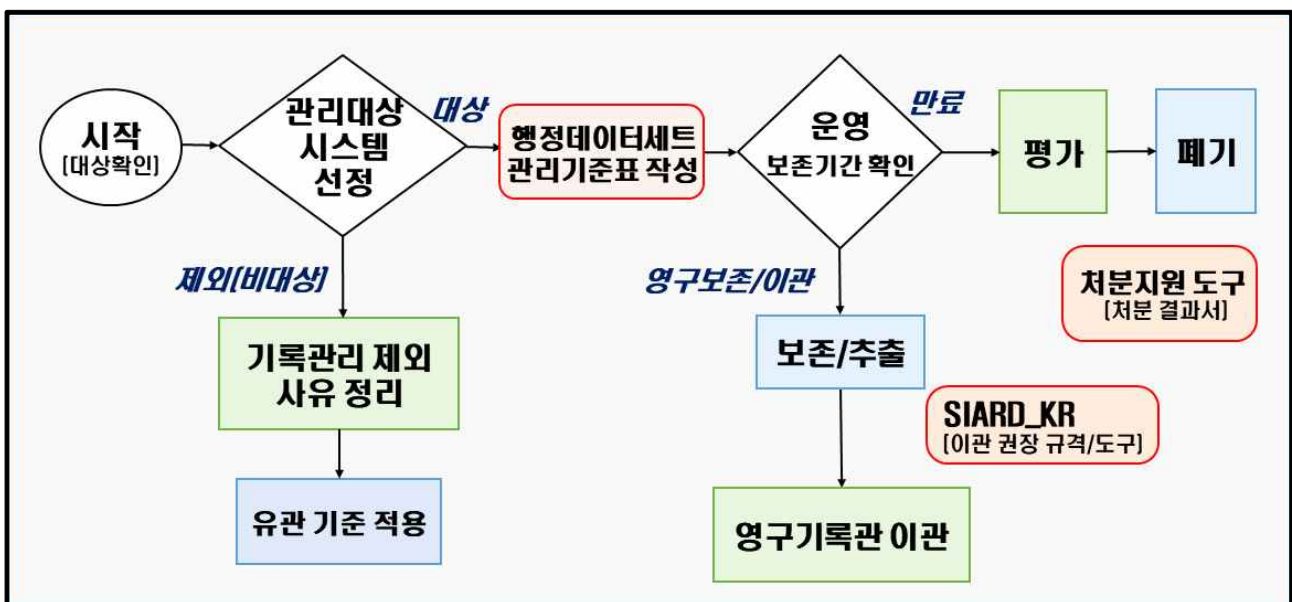 시작
[대상확인]
관리대상
시스템
선정
대상
행정데이터세트
관리기준표 작성
운영
보존기간 확인
만료
평가
폐기
제외[비대상]
기록관리 제외
사유 정리
유관 기준 적용
영구보존/이관
보존/추출
처분지원 도구
[처분 결과서]
SIARD_KR
[이관 권장 규격/도구]
영구기록관 이관